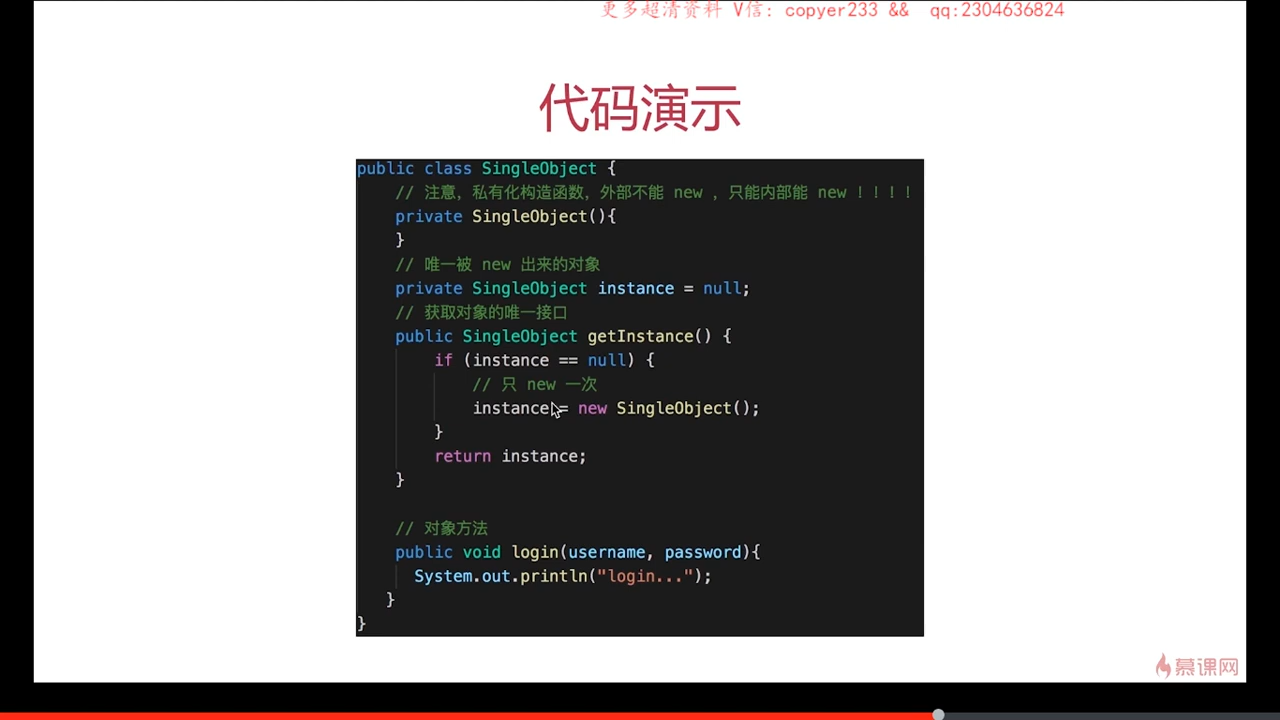 更多超清资料 V信: copyer233 && qq:2304636824
代码演示
public class SingleObject {
// 注意，私有化构造函数，外部不能 new ，只能内部能 new ！！！！
private SingleObject(){
}
// 唯一被 new 出来的对象
private SingleObject instance = null;
// 获取对象的唯一接口
public SingleObject getInstance() {
if (instance == null) {
// 只 new 一次
instance = new SingleObject();
}
return instance;
}
// 对象方法
public void login(username, password){
System.out.println("login...");
}
}
慕课网